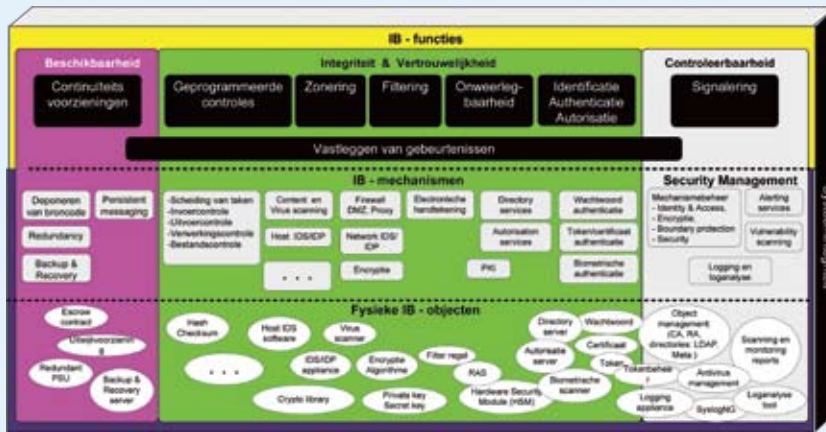 IB - functies
Beschikbaarheid
Integriteit & Vertrouwelijkheid
Controleerbaarheid
Continuïteits
voorzieningen
Geprogrammeerde
controles
Zonering
Filtering
Onweerleg-
baarheid
Identificatie
Authenticatie
Autorisatie
Signalering
Vastleggen van gebeurtenissen
IB - mechanismen
Security Management
Deponeren
van broncode
Persistent
messaging
Redundancy
Backup &
Recovery
-Scheiding van taken
-Invoercontrole
-Uitvoercontrole
-Verwerkingscontrole
-Bestandscontrole
Content en
Virus scanning
Host IDS/IDP
. . .
Firewall
DMZ, Proxy
Network IDS/
IDP
Encryptie
Electronische
handtekening
Directory
services
Autorisation
services
PKI
Wachtwoord
authenticatie
Token/certificaat
authenticatie
Biometrische
authenticatie
Mechanismebeheer
- Identity & Access,
- Encryptie,
- Boundary protection
- Security
Alerting
services
Vulnerability
scanning
Logging en
loganalyse
Fysieke IB - objecten
Escrow
contract
Uitwijkvoorzienin
g
Redundant
PSU
Backup &
Recovery
server
Hash
Checksum
. . .
Host IDS
software
Virus
scanner
IDS/IDP
appliance
Encryptie
Algorithme
Filter regel
RAS
Crypto library
Private key
Secret key
Hardware Security
Module (HSM)
Directory
server
Autorisatie
server
Wachtwoord
Certificaat
Token
Biometrische
scanner
Object
management
(CA, RA,
directories: LDAP,
Meta )
Tokenbeheer
r
Scanning en
monitoring
reports
Antivirus
management
Logging
appliance
SyslogNG
Loganalyse
tool